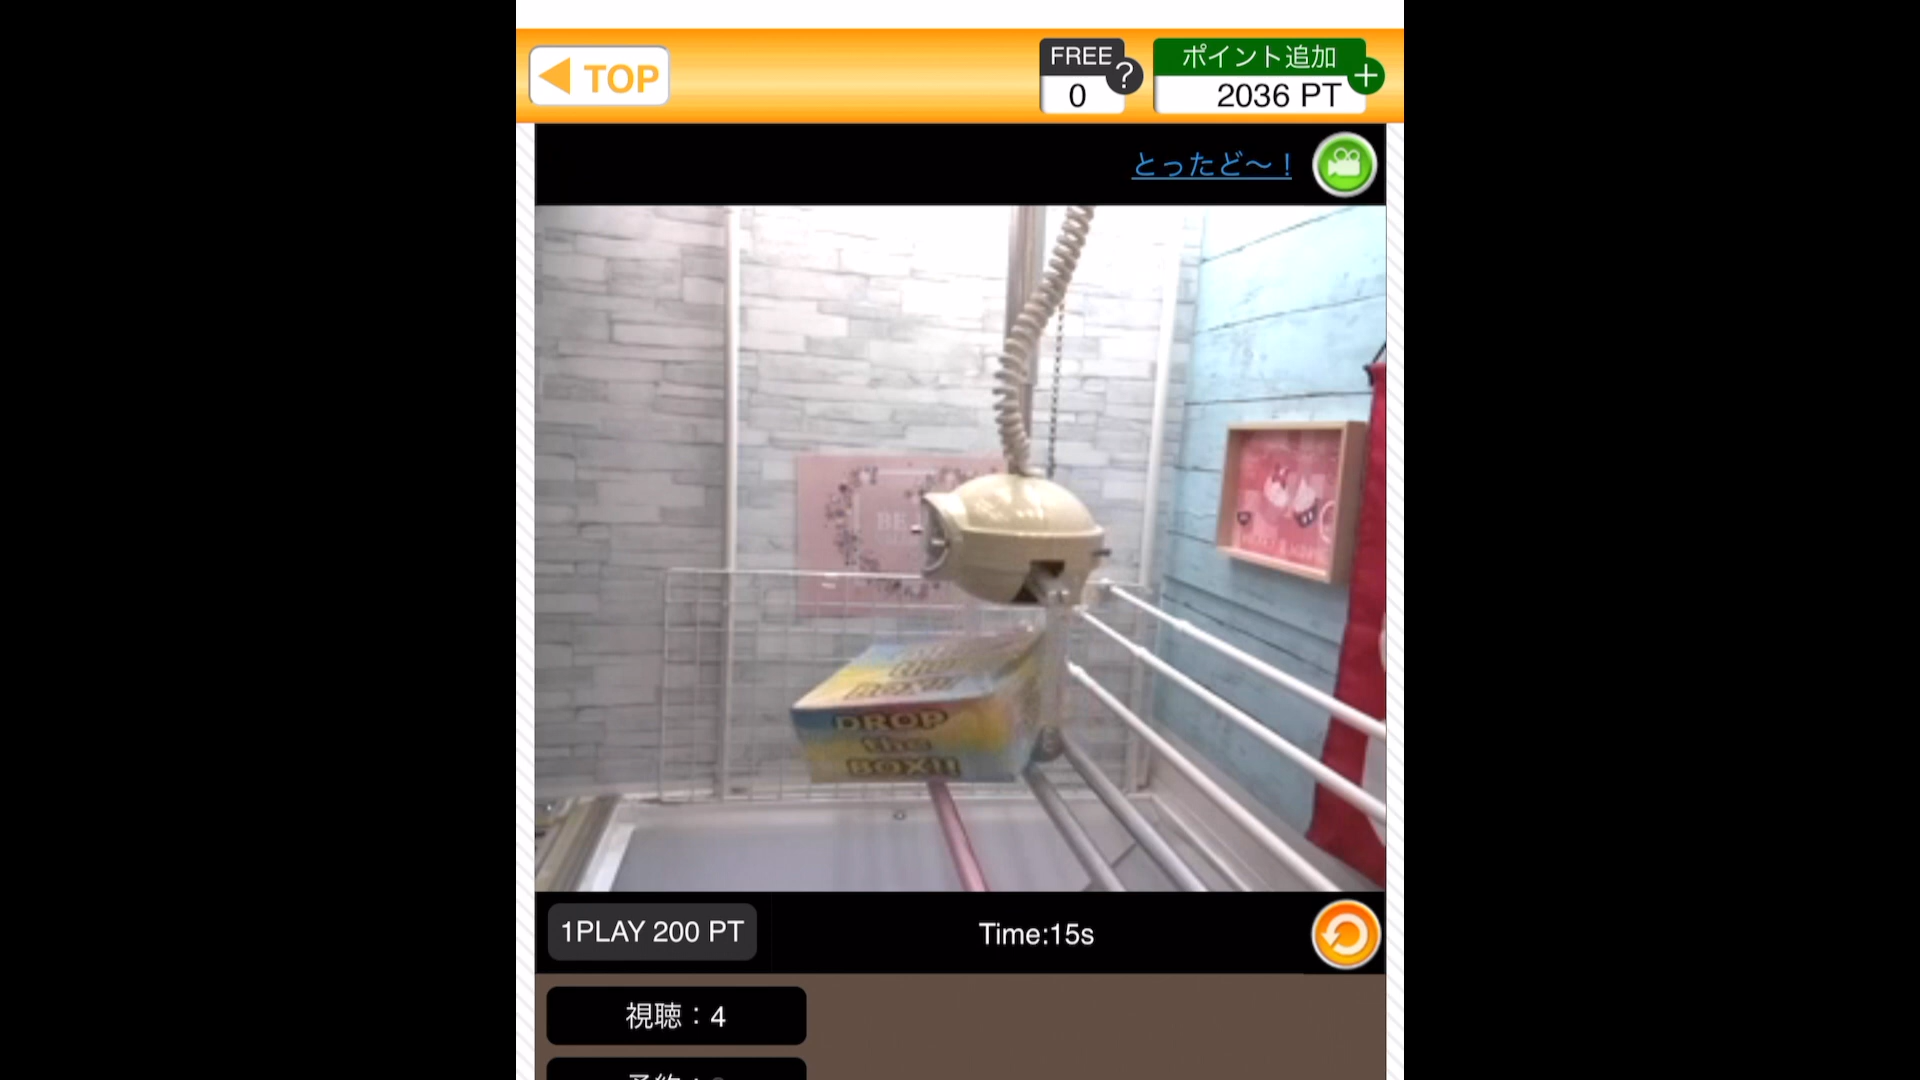 TOP
FREE
?
0
ポイント追加
2036 PT
+
とったど〜！
BE
DROP
the
BOX!!
1PLAY 200 PT
Time:15s
視聴：4